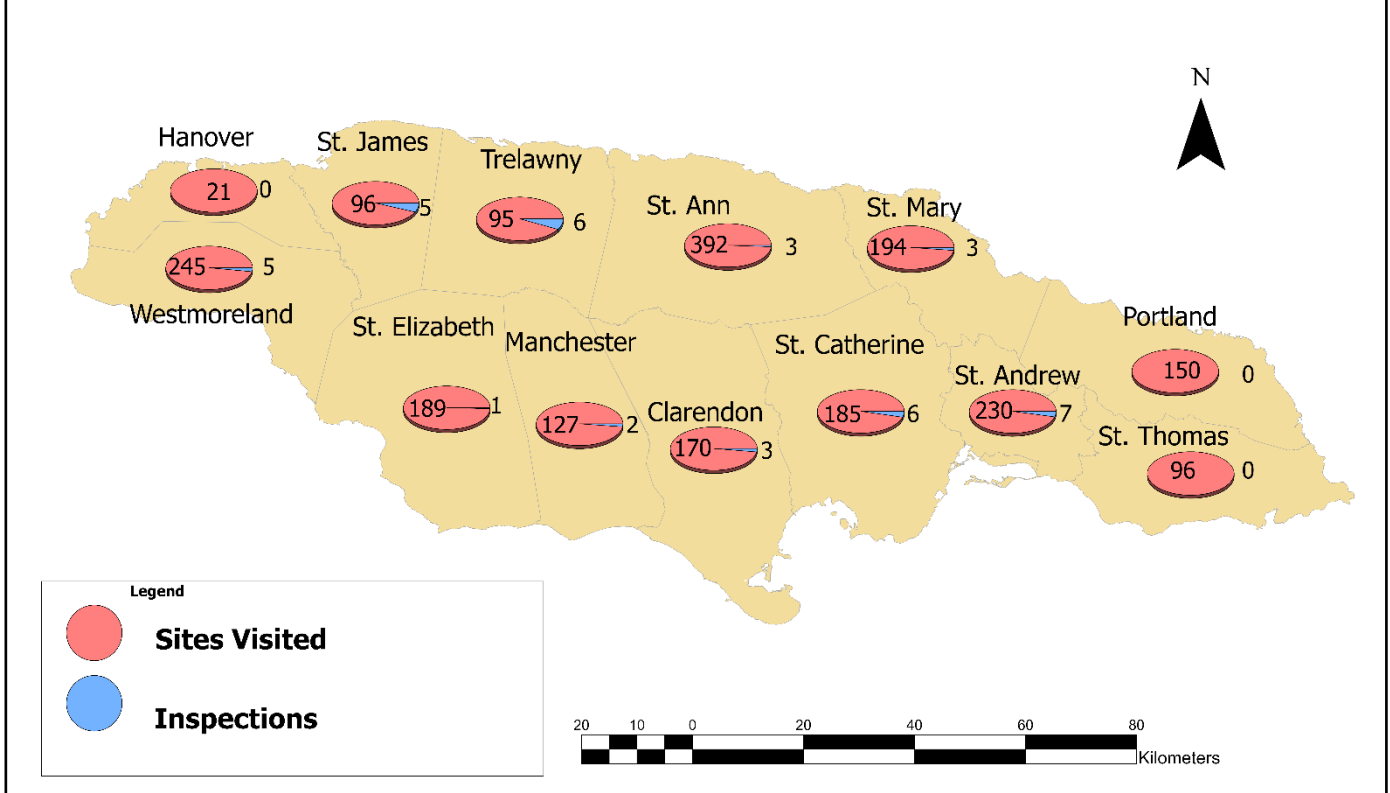 N
Hanover
21 0
St. James
96 5
Trelawny
95 6
St. Ann
392 3
St. Mary
194 3
245 5
Westmoreland
St. Elizabeth
189 1
Manchester
127 2
Clarendon
170 3
St. Catherine
185 6
St. Andrew
230 7
Portland
150 0
St. Thomas
96 0
Legend
Sites Visited
Inspections
20 10 0 20 40 60 80
Kilometers